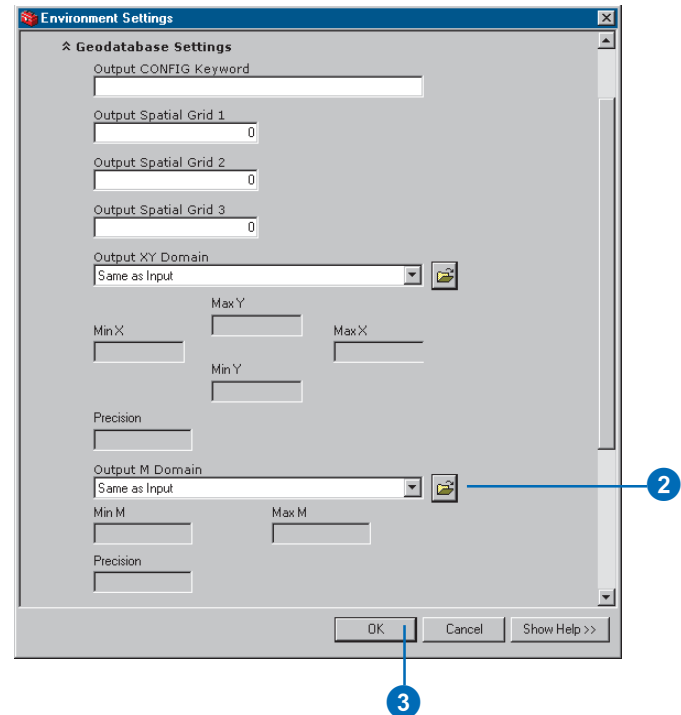 Environment Settings
Geodatabase Settings
Output CONFIG Keyword
Output Spatial Grid 1
0
Output Spatial Grid 2
0
Output Spatial Grid 3
0
Output XY Domain
Same as Input
Max Y
Min X
Max X
Min Y
Precision
Output M Domain
Same as Input
2
Min M
Max M
Precision
OK
Cancel
Show Help >>
3